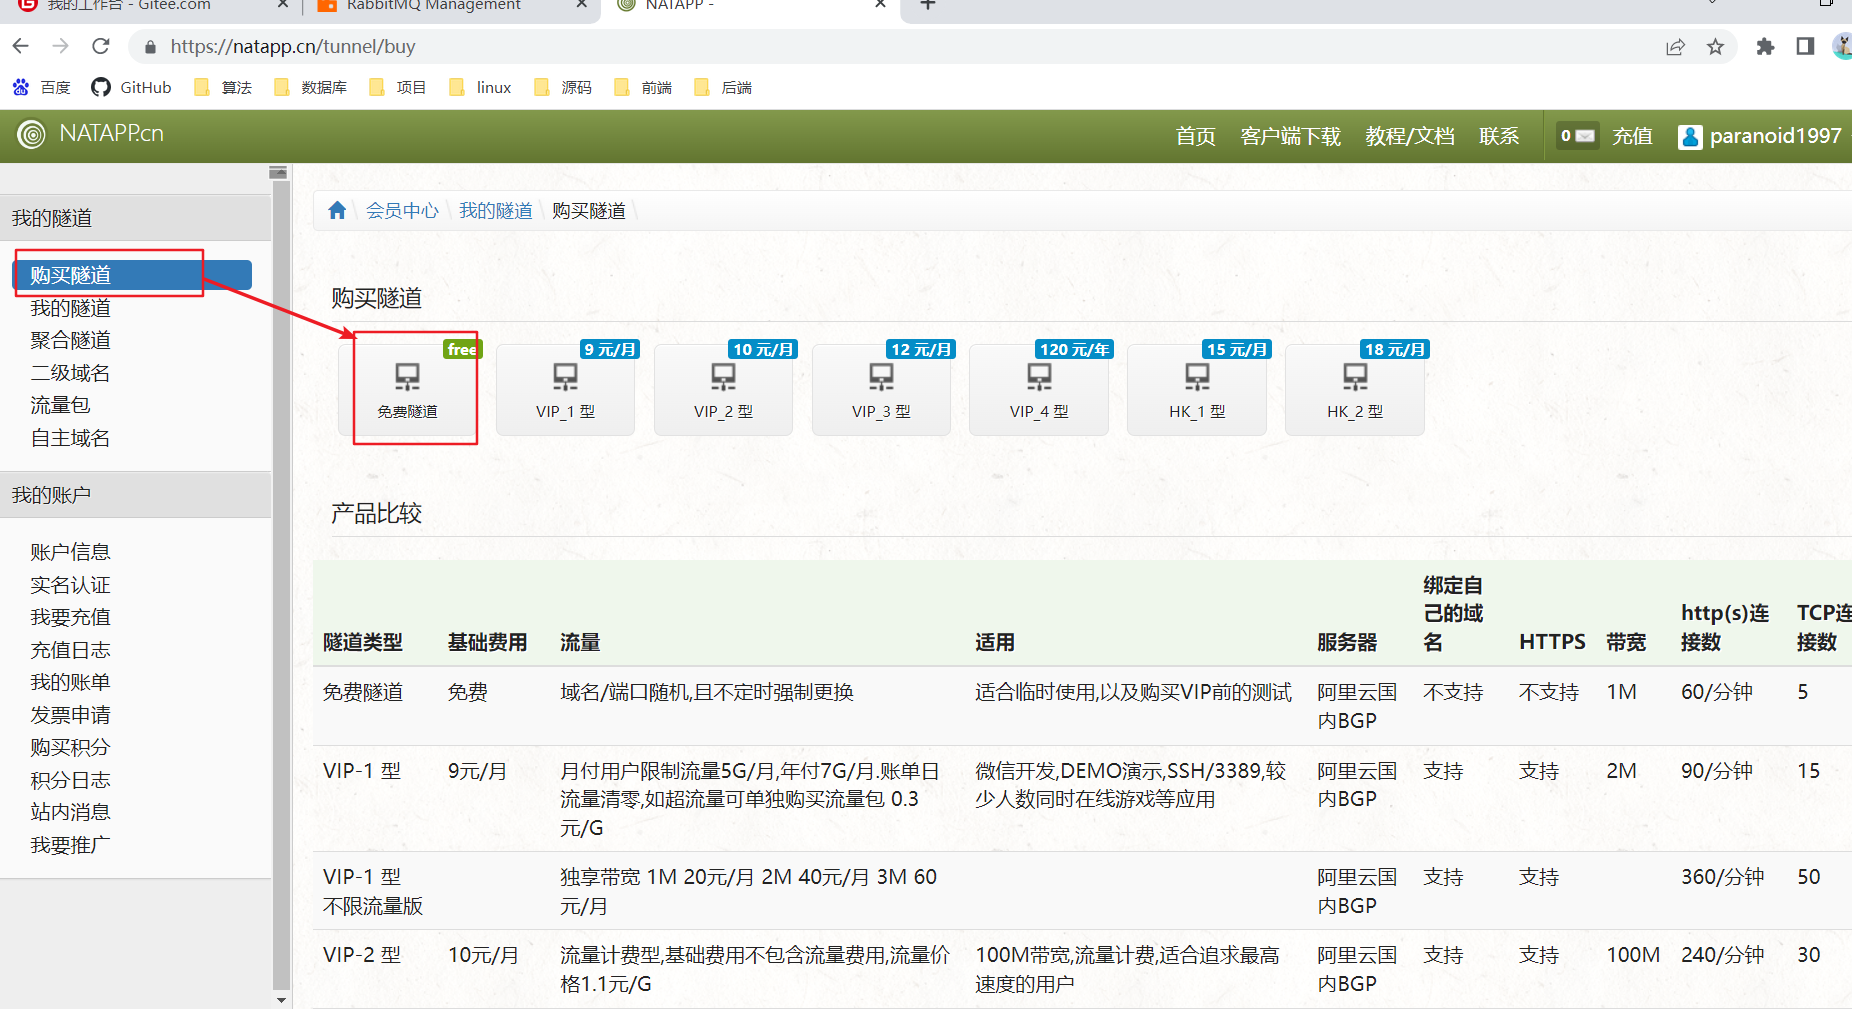 我的工作台 - Gitee.com
RabbitMQ Management
NATAPP -
https://natapp.cn/tunnel/buy
百度
GitHub
算法
数据库
项目
linux
源码
前端
后端
NATAPP.cn
首页
客户端下载
教程/文档
联系
0
充值
paranoid1997
我的隧道
购买隧道
我的隧道
聚合隧道
二级域名
流量包
自主域名
我的账户
账户信息
实名认证
我要充值
充值日志
我的账单
发票申请
购买积分
积分日志
站内消息
我要推广
会员中心
我的隧道
购买隧道
购买隧道
free
免费隧道
9 元/月
VIP_1 型
10 元/月
VIP_2 型
12 元/月
VIP_3 型
120 元/年
VIP_4 型
15 元/月
HK_1 型
18 元/月
HK_2 型
产品比较
隧道类型
基础费用
流量
适用
服务器
绑定自
己的域
名
HTTPS
带宽
http(s)连
接数
TCP连
接数
免费隧道
免费
域名/端口随机,且不定时强制更换
适合临时使用,以及购买VIP前的测试
阿里云国
内BGP
不支持
不支持
1M
60/分钟
5
VIP-1 型
9元/月
月付用户限制流量5G/月,年付7G/月.账单日
流量清零,如超流量可单独购买流量包 0.3
元/G
微信开发,DEMO演示,SSH/3389,较
少人数同时在线游戏等应用
阿里云国
内BGP
支持
支持
2M
90/分钟
15
VIP-1 型
不限流量版
独享带宽 1M 20元/月 2M 40元/月 3M 60
元/月
阿里云国
内BGP
支持
支持
360/分钟
50
VIP-2 型
10元/月
流量计费型,基础费用不包含流量费用,流量价
格1.1元/G
100M带宽,流量计费,适合追求最高
速度的用户
阿里云国
内BGP
支持
支持
100M
240/分钟
30